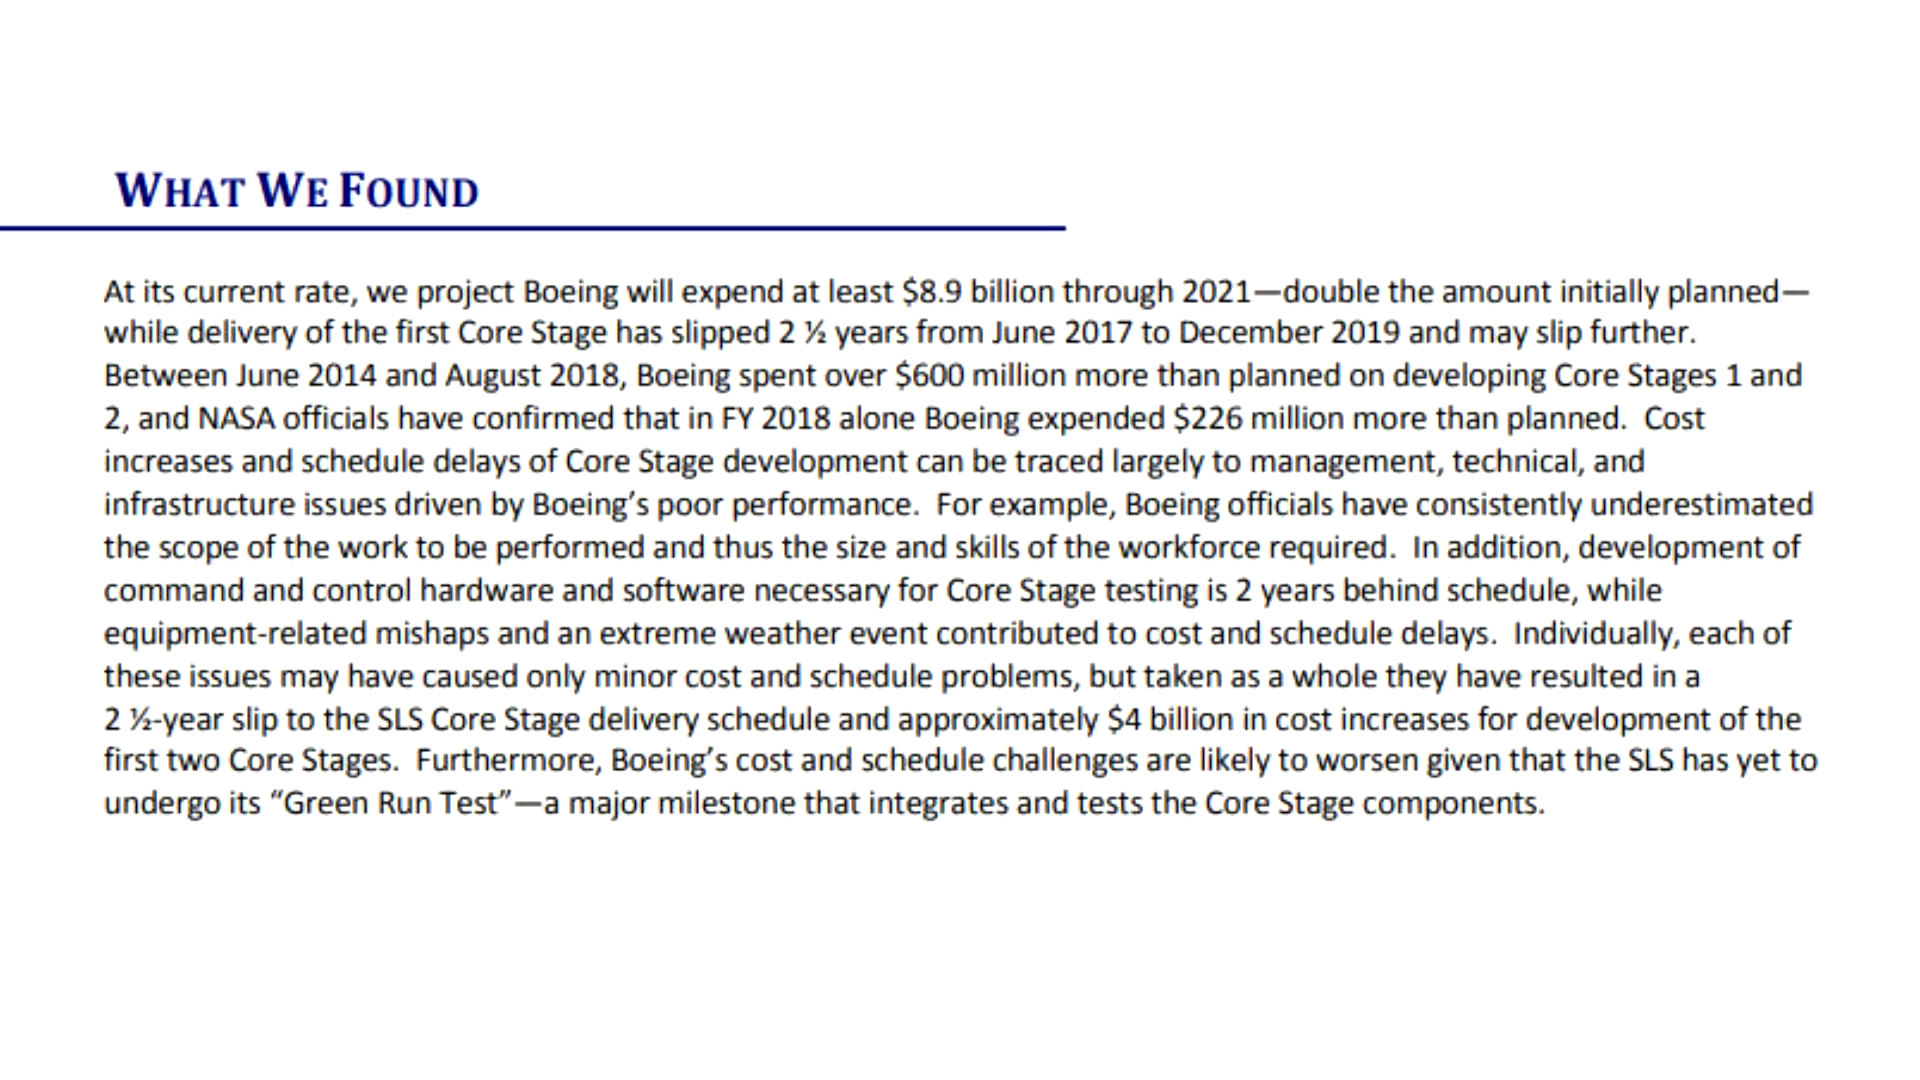 WHAT WE FOUND
At its current rate, we project Boeing will expend at least $8.9 billion through 2021—double the amount initially planned—
while delivery of the first Core Stage has slipped 2 ½ years from June 2017 to December 2019 and may slip further.
Between June 2014 and August 2018, Boeing spent over $600 million more than planned on developing Core Stages 1 and
2, and NASA officials have confirmed that in FY 2018 alone Boeing expended $226 million more than planned.  Cost
increases and schedule delays of Core Stage development can be traced largely to management, technical, and
infrastructure issues driven by Boeing’s poor performance.  For example, Boeing officials have consistently underestimated
the scope of the work to be performed and thus the size and skills of the workforce required.  In addition, development of
command and control hardware and software necessary for Core Stage testing is 2 years behind schedule, while
equipment-related mishaps and an extreme weather event contributed to cost and schedule delays.  Individually, each of
these issues may have caused only minor cost and schedule problems, but taken as a whole they have resulted in a
2 ½-year slip to the SLS Core Stage delivery schedule and approximately $4 billion in cost increases for development of the
first two Core Stages.  Furthermore, Boeing’s cost and schedule challenges are likely to worsen given that the SLS has yet to
undergo its “Green Run Test”—a major milestone that integrates and tests the Core Stage components.